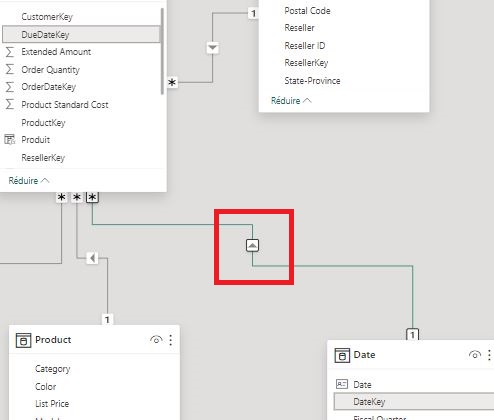 CustomerKey
DueDateKey
Extended Amount
Order Quantity
OrderDateKey
Product Standard Cost
ProductKey
Produit
ResellerKey
Réduire
1
Postal Code
Reseller
Reseller ID
ResellerKey
State-Province
Réduire
*
* * *
1
1
Product
Category
Color
List Price
Date
Date
DateKey
Fiscal Quarter